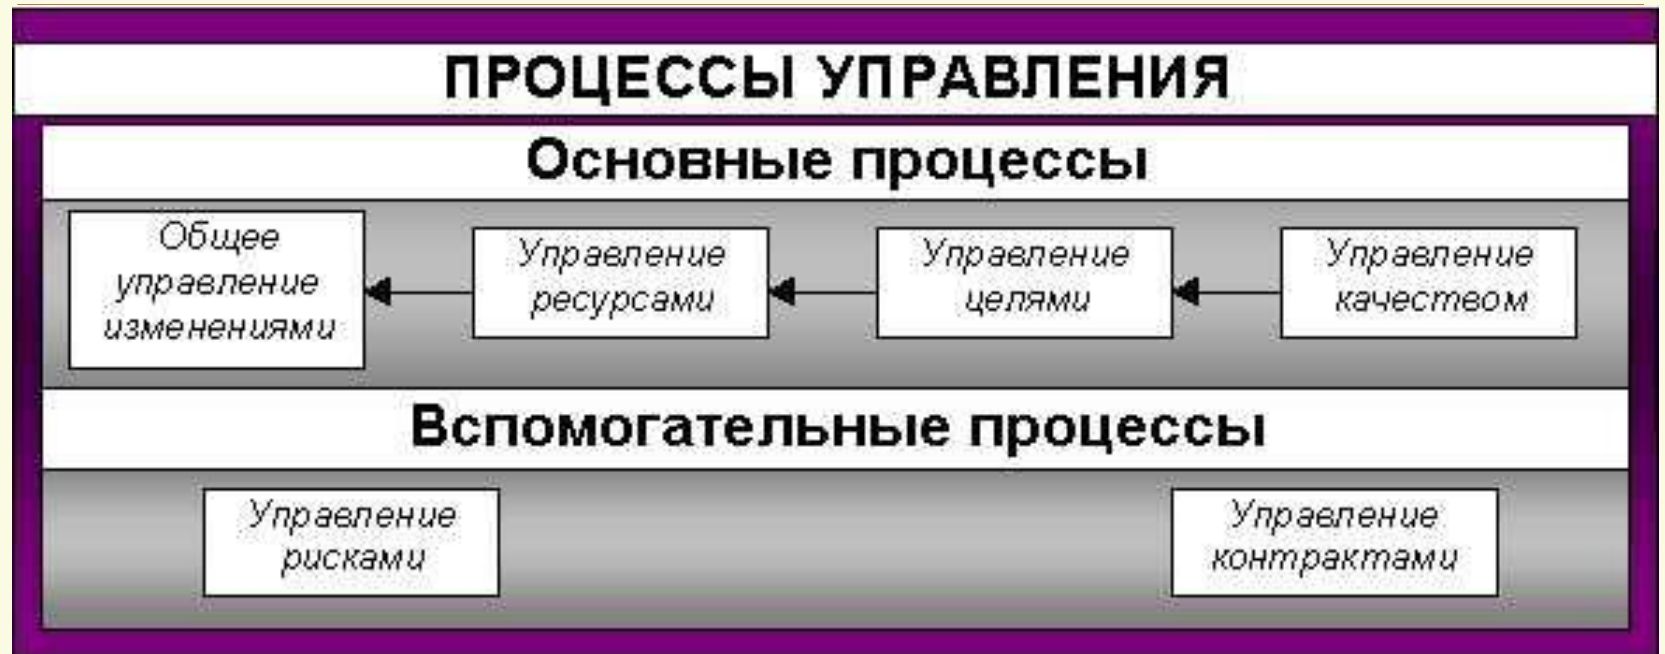 ПРОЦЕССЫ УПРАВЛЕНИЯ
Основные процессы
Общее
управление
изменениями
Управление
ресурсами
Управление
целями
Управление
качеством
Вспомогательные процессы
Управление
рисками
Управление
контрактами